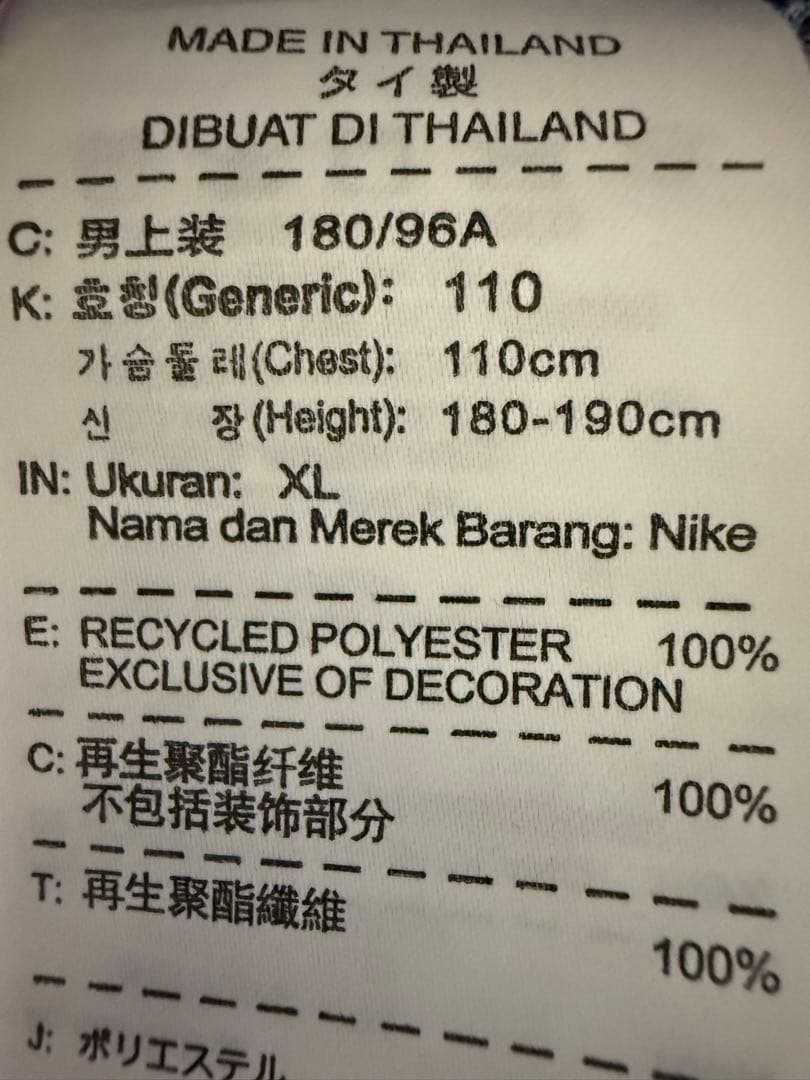 MADE IN THAILAND
タイ製
DIBUAT DI THAILAND
C: 男上装 180/96A
K: 호칭(Generic): 110
가슴둘레(Chest): 110cm
신 장(Height): 180-190cm
IN: Ukuran: XL
Nama dan Merek Barang: Nike
E: RECYCLED POLYESTER 100%
EXCLUSIVE OF DECORATION
C: 再生聚酯纤维 100%
不包括装饰部分
T: 再生聚酯纖維 100%
J: ポリエステル